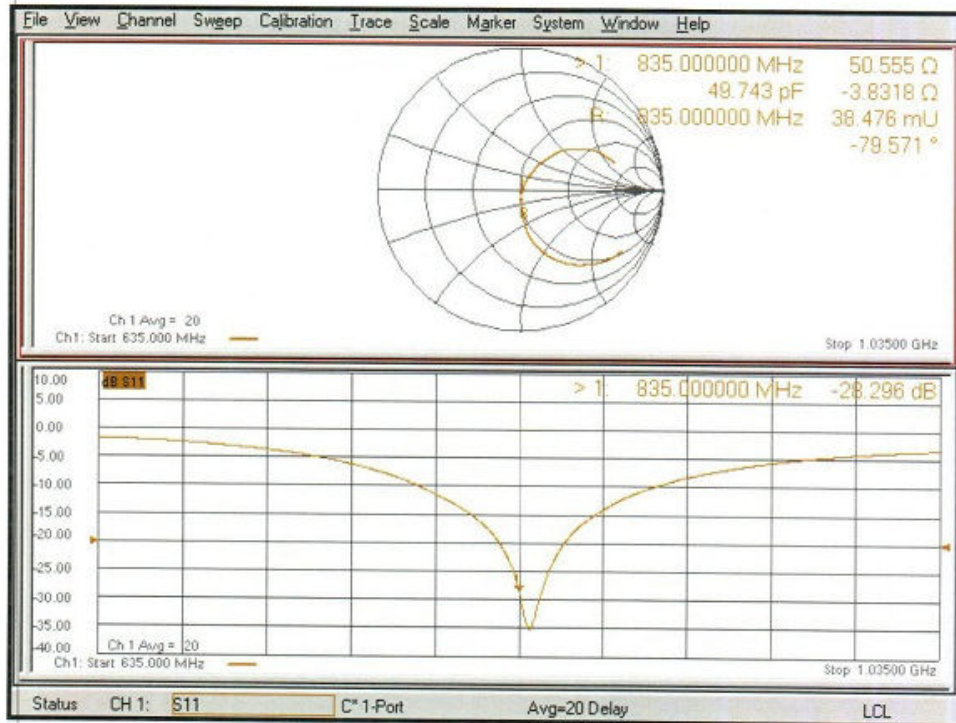 File View Channel Sweep Calibration Trace Scale Marker System Window Help
> 1: 835.000000 MHz 50.555 Ω
49.743 pF -3.8318 Ω
R: 835.000000 MHz 38.476 mU
-79.571 °
Ch 1 Avg = 20
Ch1: Start 635.000 MHz
Stop 1.03500 GHz
10.00
dB S11
> 1: 835.000000 MHz -28.296 dB
5.00
0.00
-5.00
-10.00
-15.00
-20.00
-25.00
-30.00
-35.00
-40.00
Ch 1 Avg = 20
Ch1: Start 635.000 MHz
Stop 1.03500 GHz
Status CH 1: S11 C* 1-Port Avg=20 Delay LCL